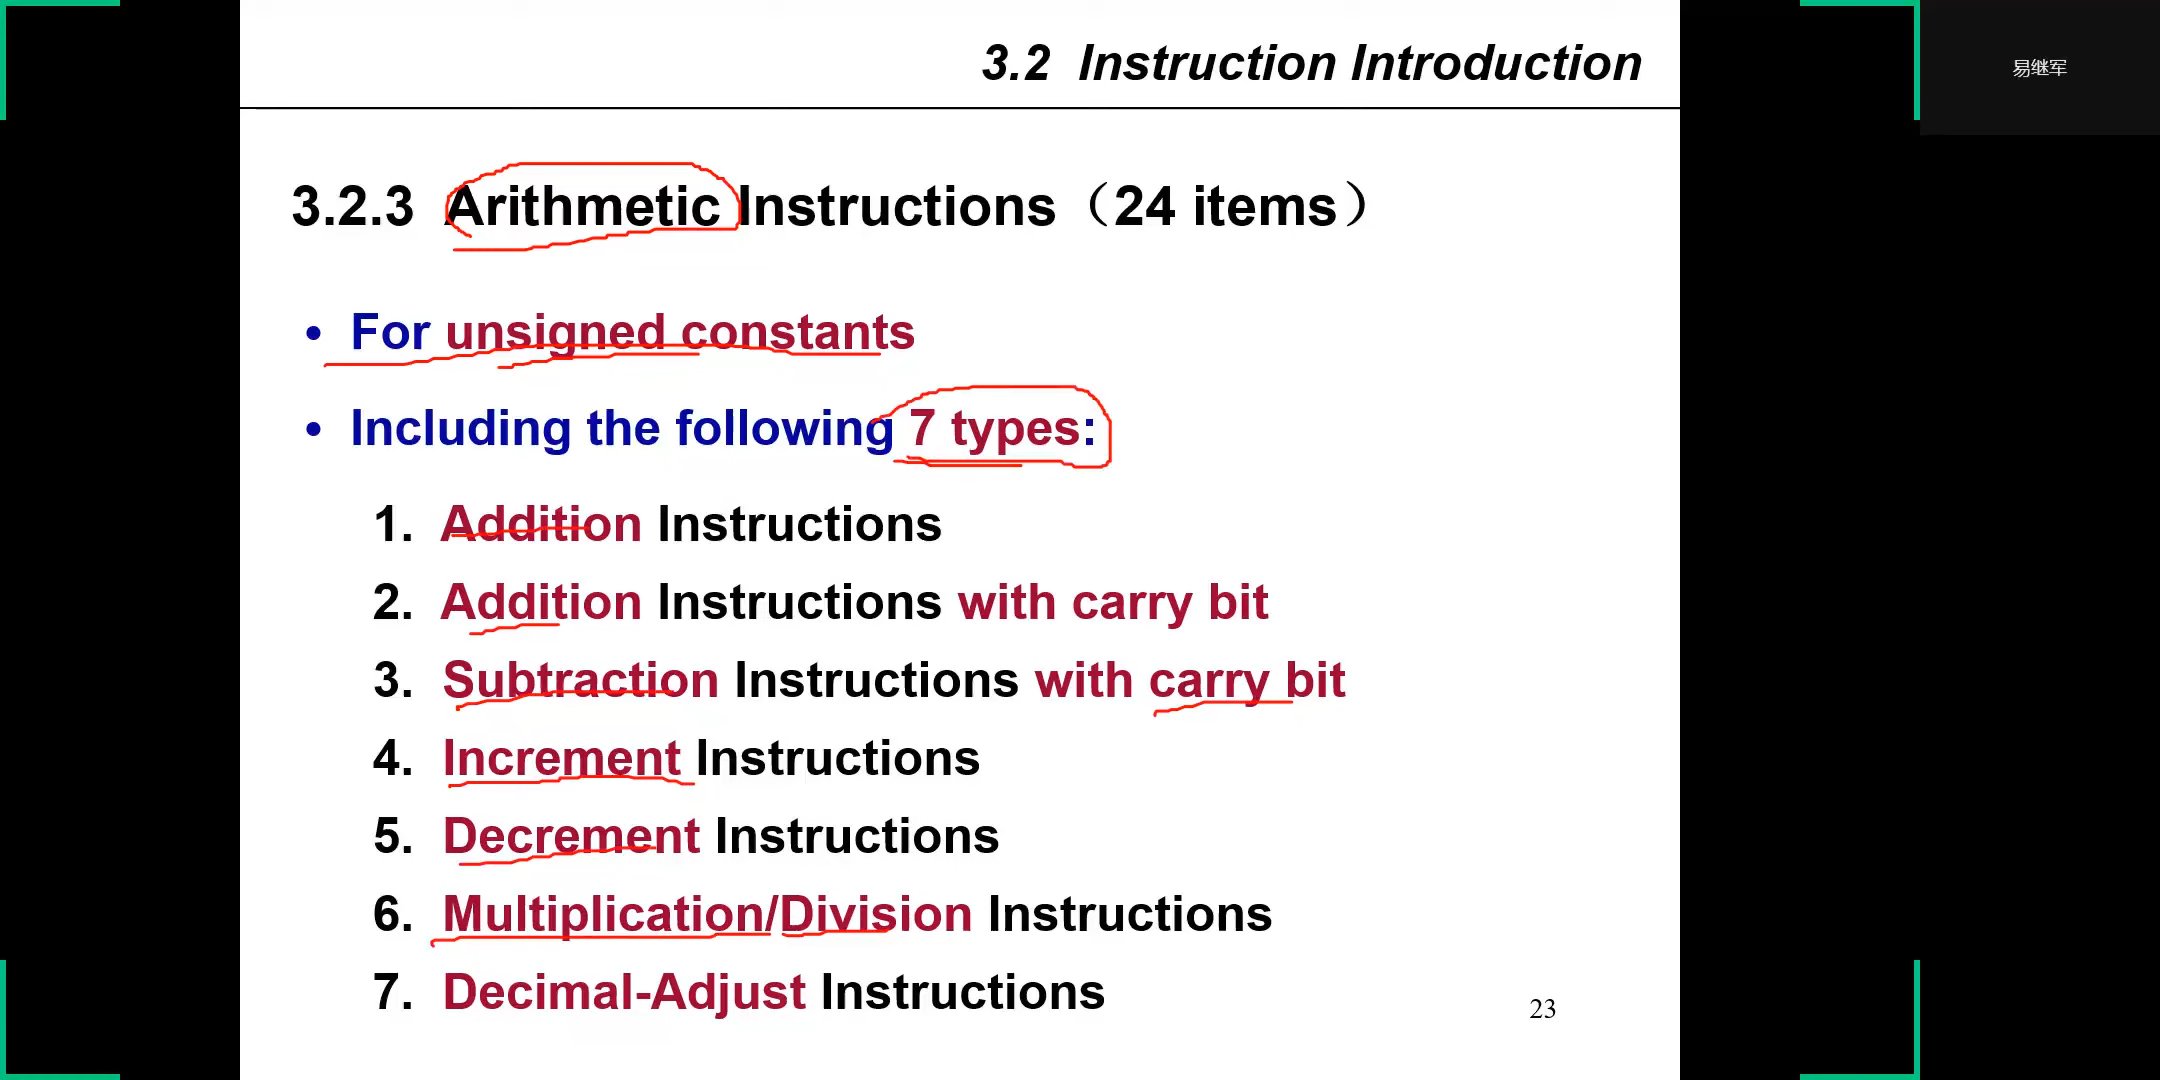 3.2 Instruction Introduction
易继军
3.2.3 Arithmetic Instructions（24 items）
• For unsigned constants
• Including the following 7 types:
1. Addition Instructions
2. Addition Instructions with carry bit
3. Subtraction Instructions with carry bit
4. Increment Instructions
5. Decrement Instructions
6. Multiplication/Division Instructions
7. Decimal-Adjust Instructions
23